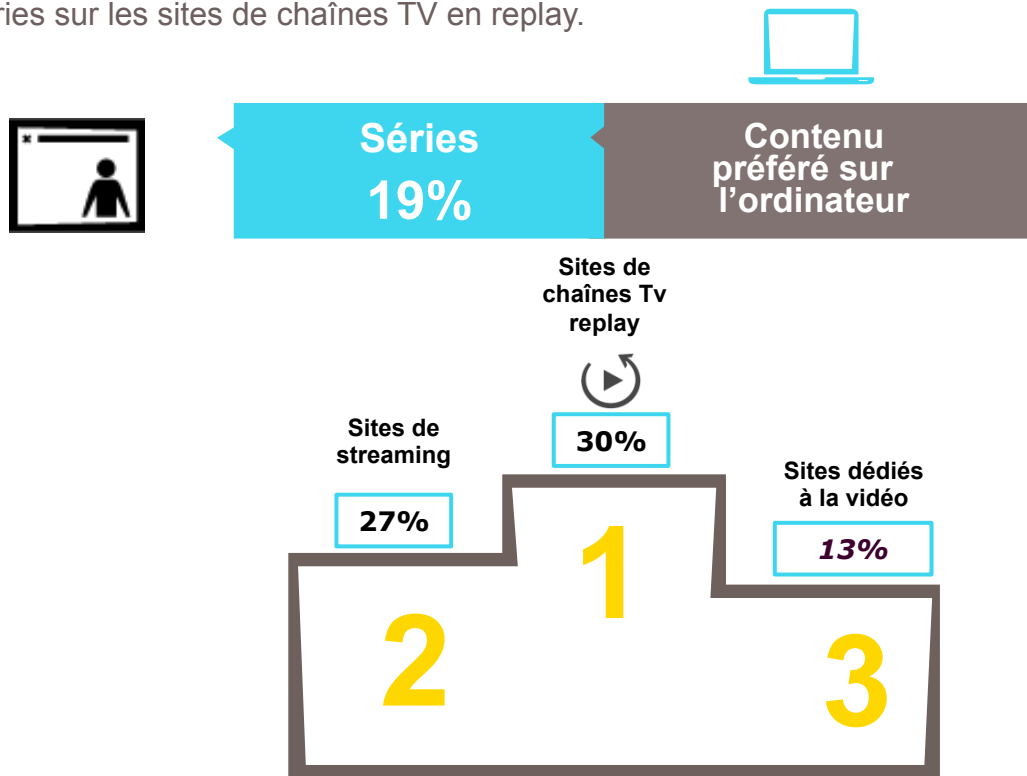 ries sur les sites de chaînes TV en replay.
Séries
19%
Contenu
préféré sur
l’ordinateur
Sites de
chaînes Tv
replay
30%
Sites de
streaming
27%
Sites dédiés
à la vidéo
13%
1
2
3